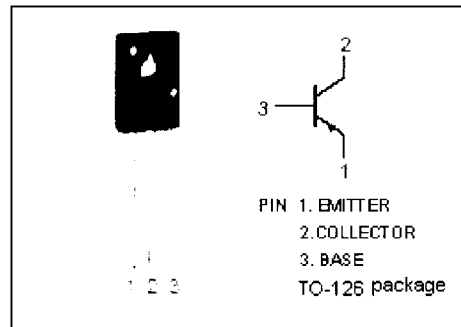 2
3
1
PIN 1. EMITTER
2.COLLECTOR
3. BASE
TO-126 package
1 2 3